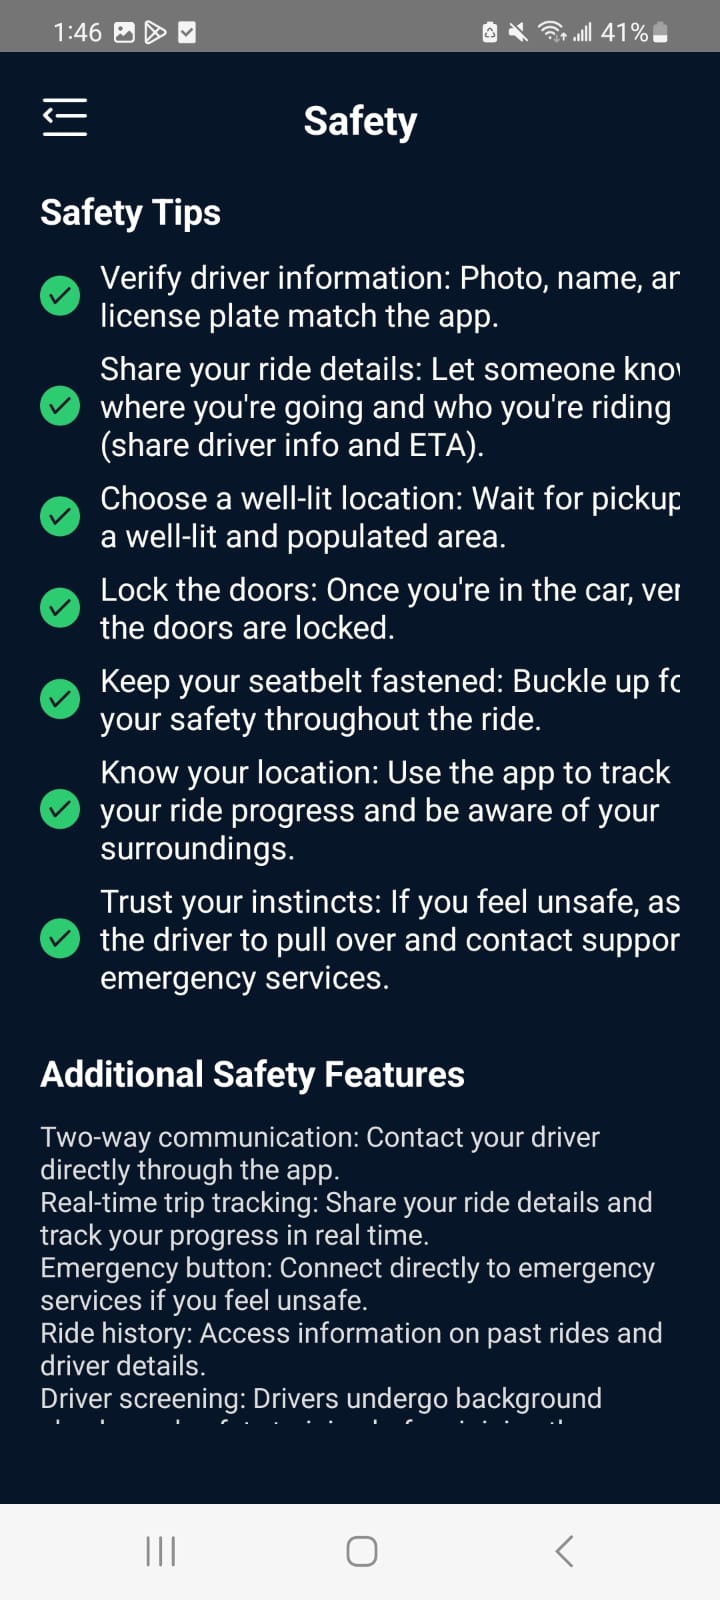 1:46
41%
Safety
Safety Tips
Verify driver information: Photo, name, an
license plate match the app.
Share your ride details: Let someone know
where you're going and who you're riding
(share driver info and ETA).
Choose a well-lit location: Wait for pickup
a well-lit and populated area.
Lock the doors: Once you're in the car, ver
the doors are locked.
Keep your seatbelt fastened: Buckle up fo
your safety throughout the ride.
Know your location: Use the app to track
your ride progress and be aware of your
surroundings.
Trust your instincts: If you feel unsafe, as
the driver to pull over and contact suppor
emergency services.
Additional Safety Features
Two-way communication: Contact your driver
directly through the app.
Real-time trip tracking: Share your ride details and
track your progress in real time.
Emergency button: Connect directly to emergency
services if you feel unsafe.
Ride history: Access information on past rides and
driver details.
Driver screening: Drivers undergo background